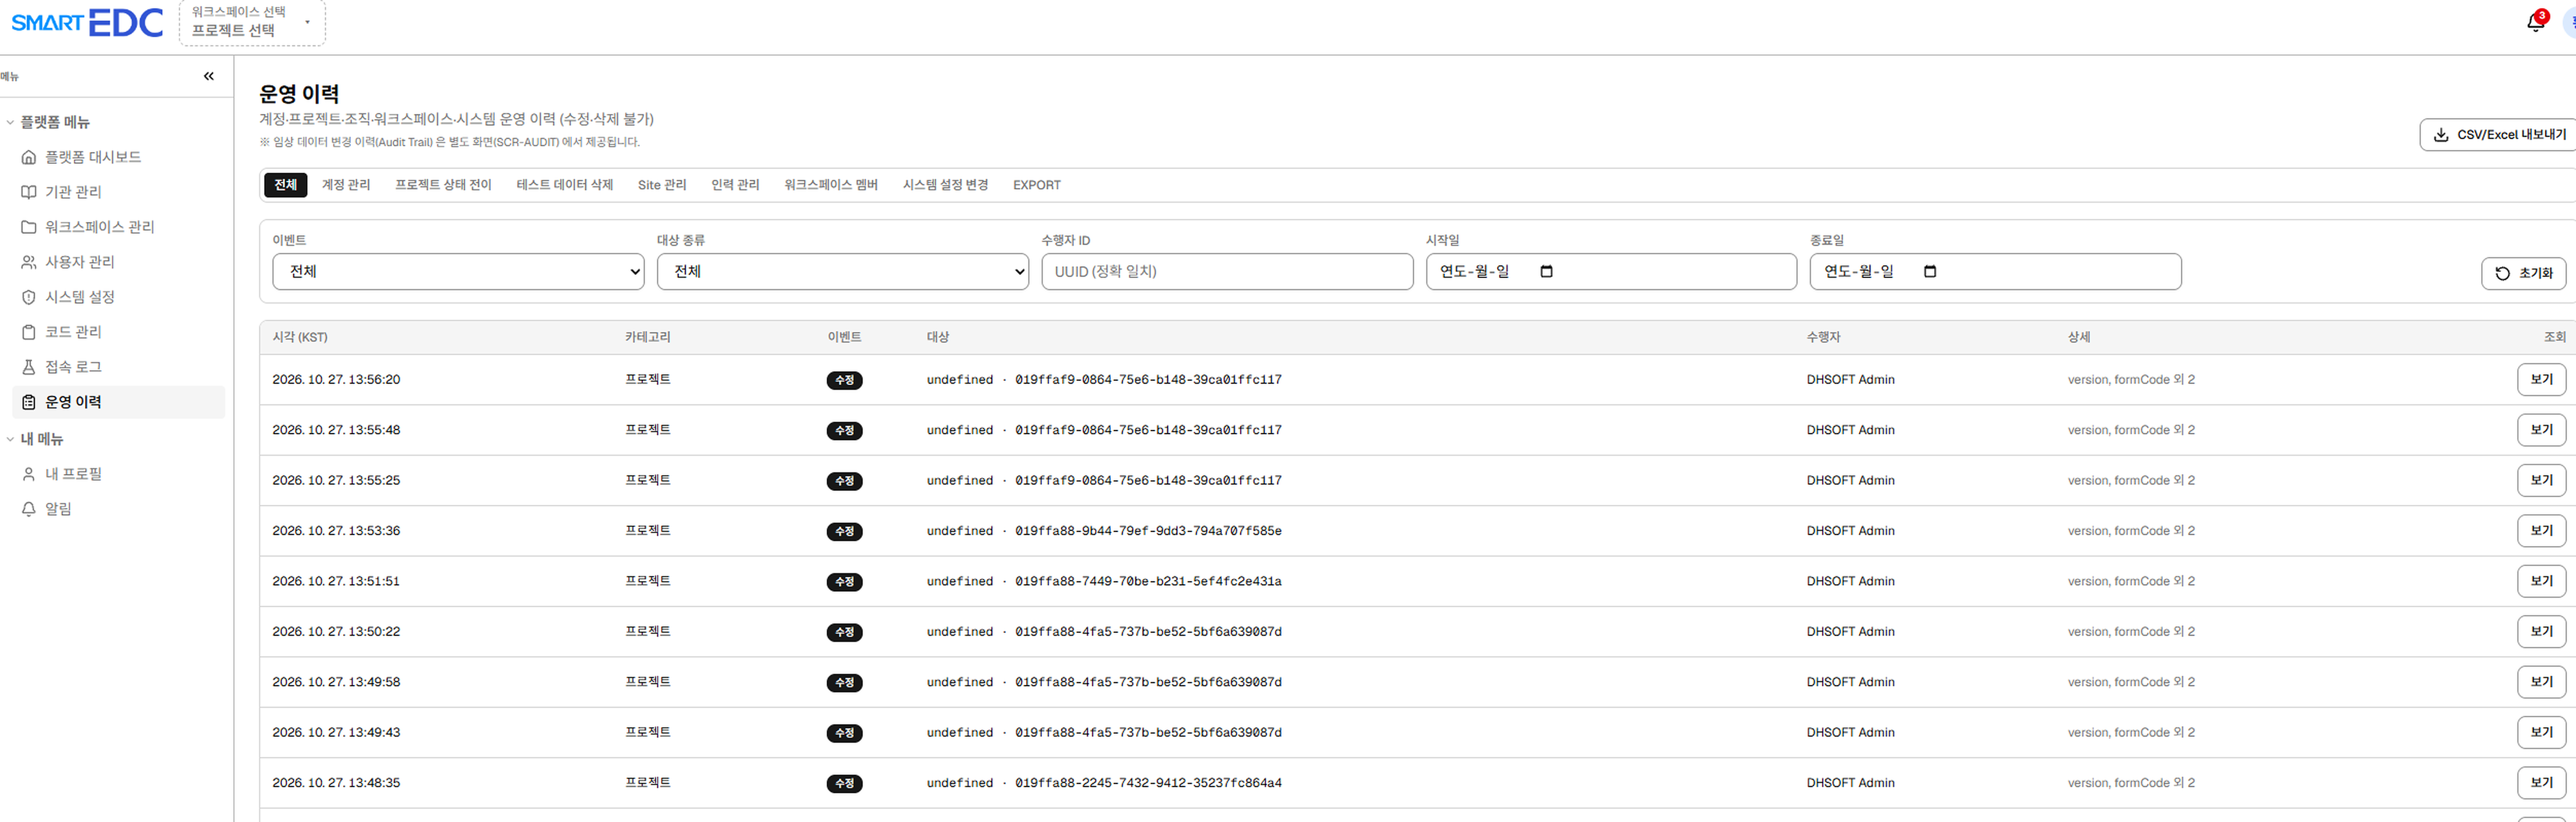 SMART EDC
워크스페이스 선택
프로젝트 선택
3
메뉴
플랫폼 메뉴
플랫폼 대시보드
기관 관리
워크스페이스 관리
사용자 관리
시스템 설정
코드 관리
접속 로그
운영 이력
내 메뉴
내 프로필
알림
운영 이력
계정·프로젝트·조직·워크스페이스·시스템 운영 이력 (수정·삭제 불가)
※ 임상 데이터 변경 이력(Audit Trail) 은 별도 화면(SCR-AUDIT) 에서 제공됩니다.
CSV/Excel 내보내기
전체 계정 관리 프로젝트 상태 전이 테스트 데이터 삭제 Site 관리 인력 관리 워크스페이스 멤버 시스템 설정 변경 EXPORT
이벤트 대상 종류 수행자 ID 시작일 종료일
전체 전체 UUID (정확 일치) 연도-월-일 연도-월-일 초기화
시각 (KST) 카테고리 이벤트 대상 수행자 상세 조회
2026. 10. 27. 13:56:20 프로젝트 수정 undefined · 019ffaf9-0864-75e6-b148-39ca01ffc117 DHSOFT Admin version, formCode 외 2 보기
2026. 10. 27. 13:55:48 프로젝트 수정 undefined · 019ffaf9-0864-75e6-b148-39ca01ffc117 DHSOFT Admin version, formCode 외 2 보기
2026. 10. 27. 13:55:25 프로젝트 수정 undefined · 019ffaf9-0864-75e6-b148-39ca01ffc117 DHSOFT Admin version, formCode 외 2 보기
2026. 10. 27. 13:53:36 프로젝트 수정 undefined · 019ffa88-9b44-79ef-9dd3-794a707f585e DHSOFT Admin version, formCode 외 2 보기
2026. 10. 27. 13:51:51 프로젝트 수정 undefined · 019ffa88-7449-70be-b231-5ef4fc2e431a DHSOFT Admin version, formCode 외 2 보기
2026. 10. 27. 13:50:22 프로젝트 수정 undefined · 019ffa88-4fa5-737b-be52-5bf6a639087d DHSOFT Admin version, formCode 외 2 보기
2026. 10. 27. 13:49:58 프로젝트 수정 undefined · 019ffa88-4fa5-737b-be52-5bf6a639087d DHSOFT Admin version, formCode 외 2 보기
2026. 10. 27. 13:49:43 프로젝트 수정 undefined · 019ffa88-4fa5-737b-be52-5bf6a639087d DHSOFT Admin version, formCode 외 2 보기
2026. 10. 27. 13:48:35 프로젝트 수정 undefined · 019ffa88-2245-7432-9412-35237fc864a4 DHSOFT Admin version, formCode 외 2 보기